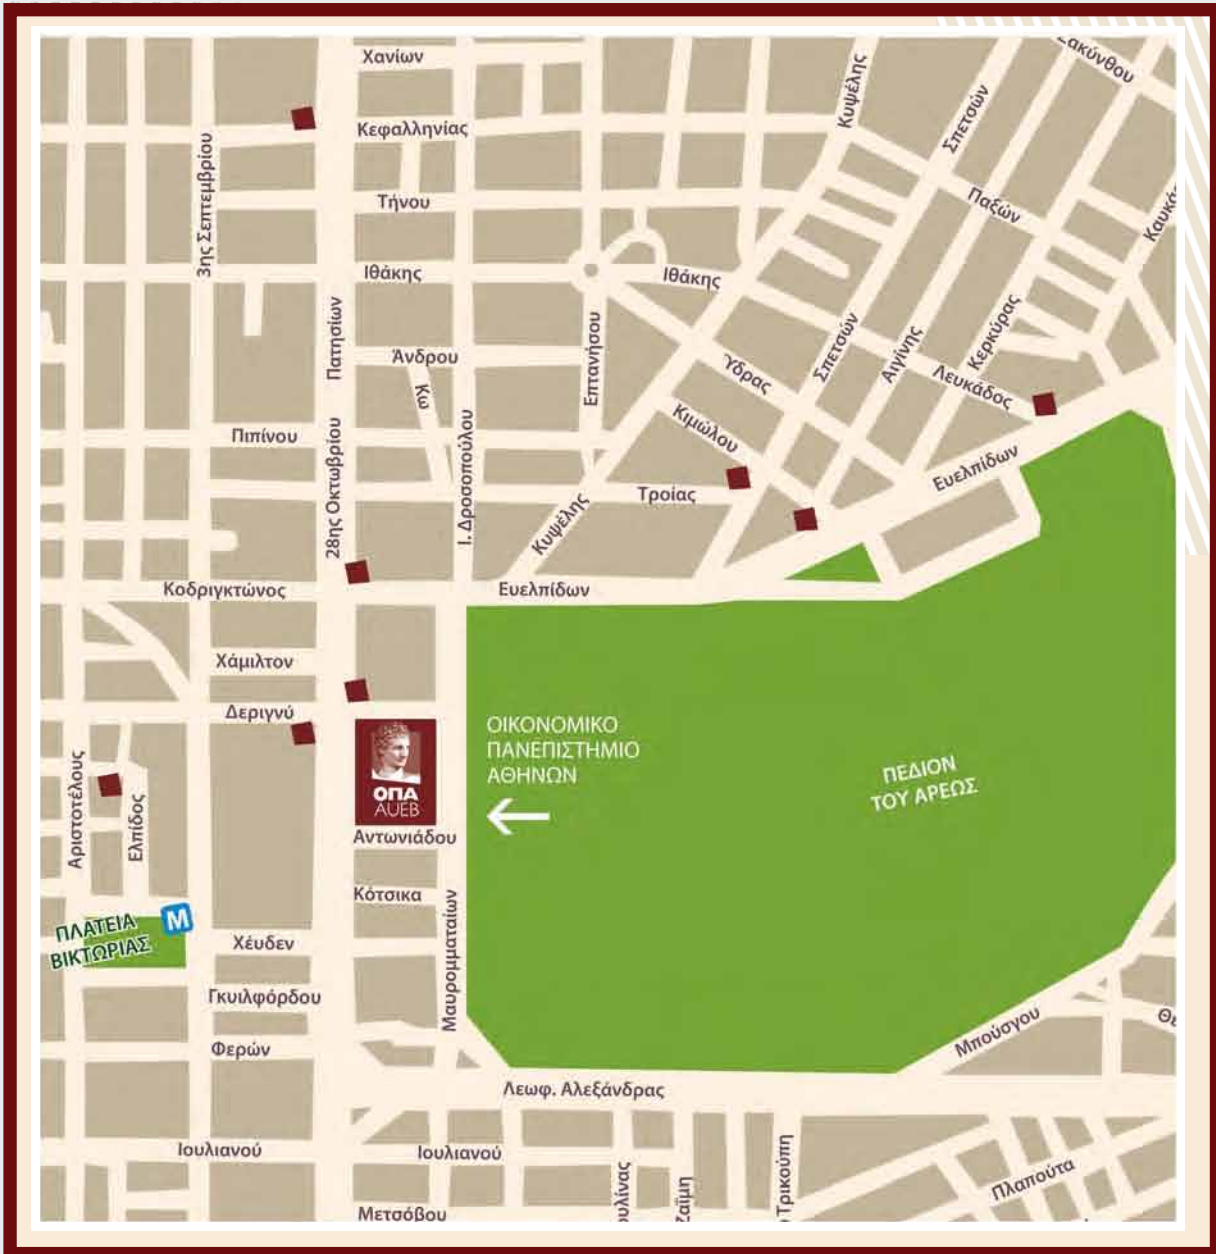 Χανίων
Ζακύνθου
Κυψέλης
Σπετσών
Κεφαλληνίας
3ης Σεπτεμβρίου
Τήνου
Παξών
Ιθάκης
Ιθάκης
Πατησίων
Άνδρου
Κω
Επτανήσου
Ύδρας
Σπετσών
Αιγίνης
Κερκύρας
Λευκάδος
Κιμώλου
Πιπίνου
28ης Οκτωβρίου
Ι. Δροσοπούλου
Κυψέλης
Τροίας
Ευελπίδων
Κοδριγκτώνος
Ευελπίδων
Χάμιλτον
Δεριγνύ
ΟΙΚΟΝΟΜΙΚΟ
ΠΑΝΕΠΙΣΤΗΜΙΟ
ΑΘΗΝΩΝ
ΟΠΑ
AUEB
ΠΕΔΙΟΝ
ΤΟΥ ΑΡΕΩΣ
Αριστοτέλους
Ελπίδος
Αντωνιάδου
Κότσικα
Μαυρομματαίων
ΠΛΑΤΕΙΑ
ΒΙΚΤΩΡΙΑΣ
M
Χέυδεν
Γκυιλφόρδου
Φερών
Μπούσγου
Λεωφ. Αλεξάνδρας
Ιουλιανού
Ιουλιανού
Ζαΐμη
Τρικούπη
Πλαπούτα
Μετσόβου